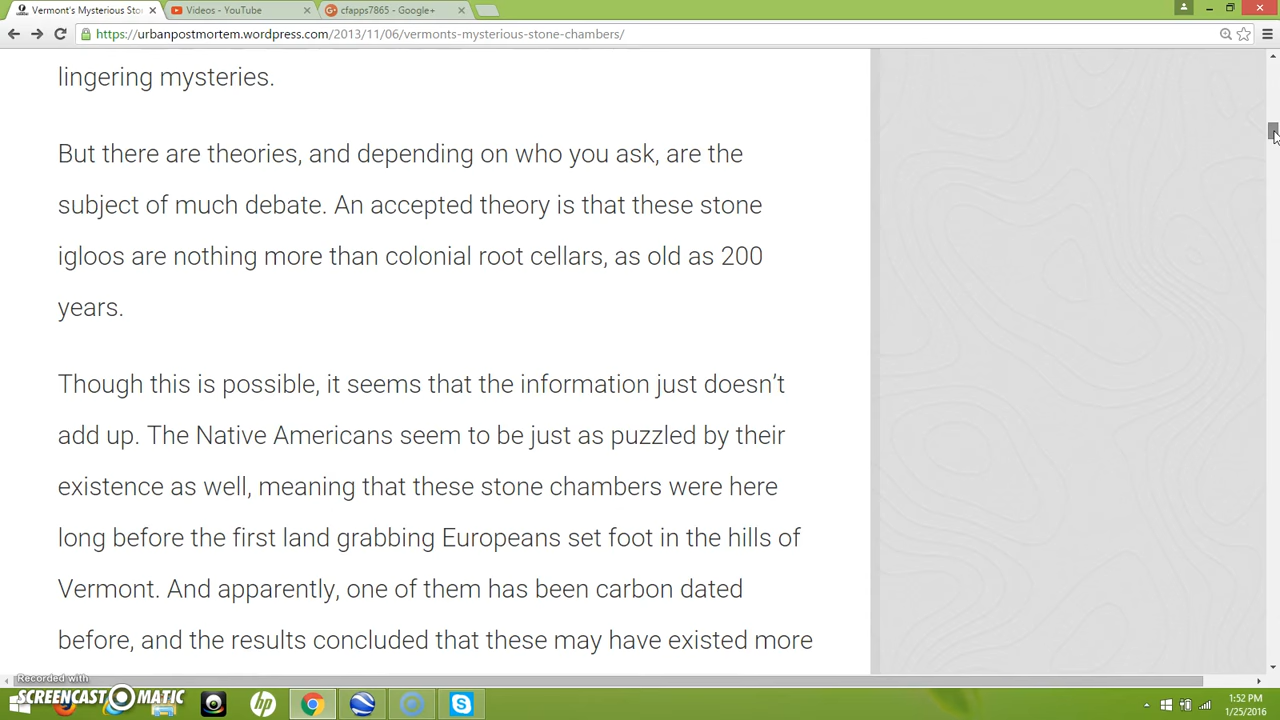 Vermont's Mysterious Sto
Videos - YouTube
cfapps7865 - Google+
https://urbanpostmortem.wordpress.com/2013/11/06/vermonts-mysterious-stone-chambers/
lingering mysteries.
But there are theories, and depending on who you ask, are the
subject of much debate. An accepted theory is that these stone
igloos are nothing more than colonial root cellars, as old as 200
years.
Though this is possible, it seems that the information just doesn’t
add up. The Native Americans seem to be just as puzzled by their
existence as well, meaning that these stone chambers were here
long before the first land grabbing Europeans set foot in the hills of
Vermont. And apparently, one of them has been carbon dated
before, and the results concluded that these may have existed more
Recorded with
SCREENCAST MATIC
hp
1:52 PM
1/25/2016